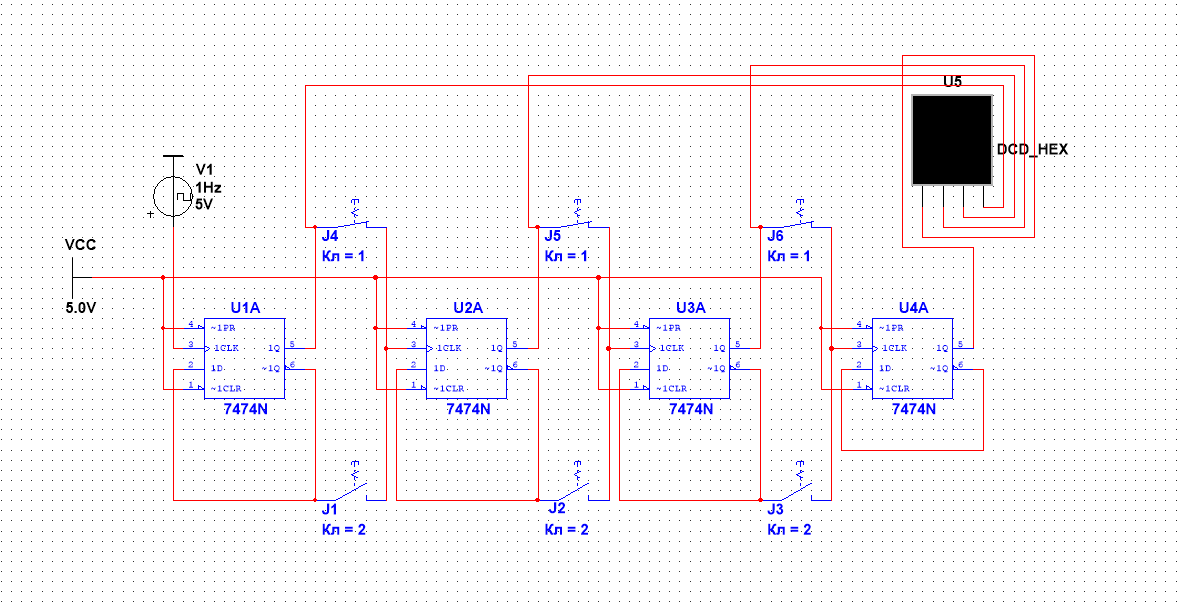 U5
DCD_HEX
V1
1Hz
5V
+
VCC
5.0V
J4
Кл = 1
J5
Кл = 1
J6
Кл = 1
U1A
4
~1PR
3
1CLK
1Q
5
2
1D
~1Q
6
1
~1CLR
7474N
U2A
4
~1PR
3
1CLK
1Q
5
2
1D
~1Q
6
1
~1CLR
7474N
U3A
4
~1PR
3
1CLK
1Q
5
2
1D
~1Q
6
1
~1CLR
7474N
U4A
4
~1PR
3
1CLK
1Q
5
2
1D
~1Q
6
1
~1CLR
7474N
J1
Кл = 2
J2
Кл = 2
J3
Кл = 2